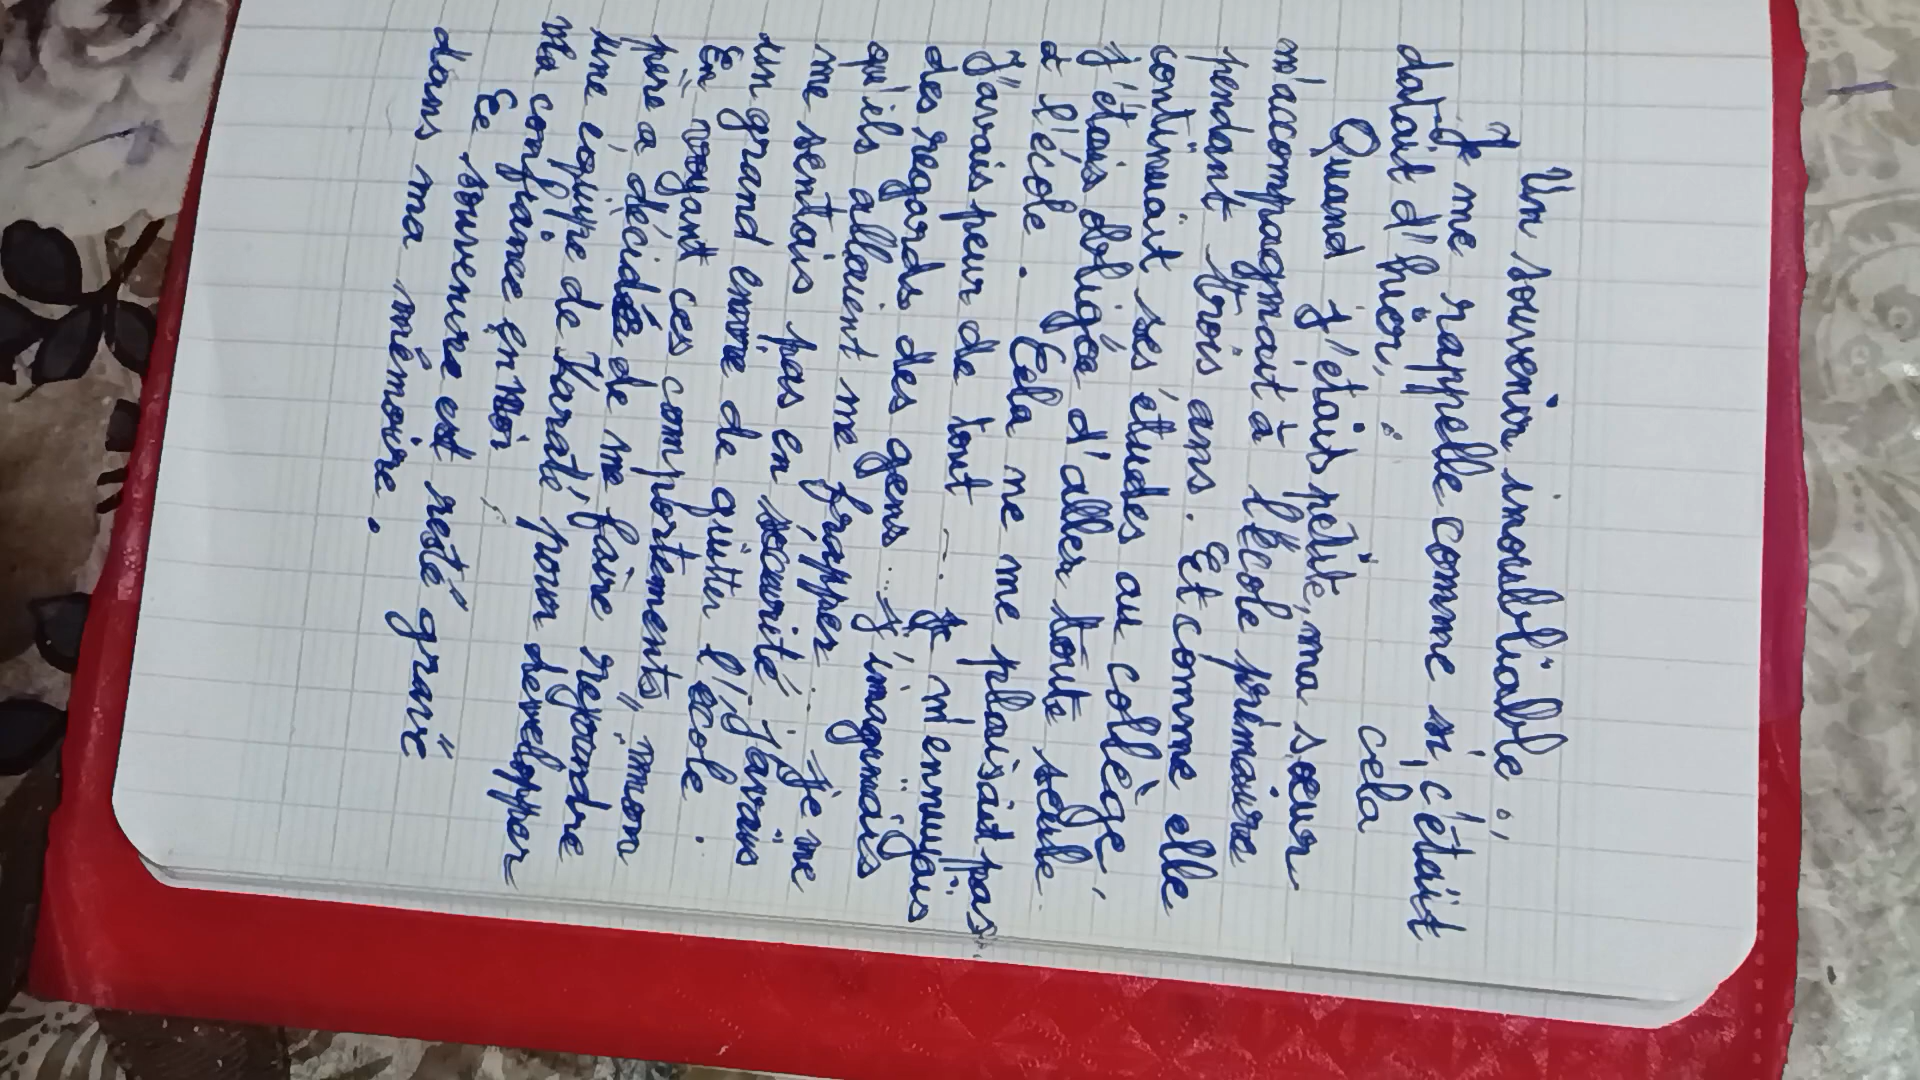 Un souvenir inoubliable :
Je me rappelle comme si, c'était
datait d'hier, : cela
Quand j'étais petite, ma sœur
m'accompagnait à l'école primaire
pendant trois ans. Et comme elle
continuait ses études au collège,
j'étais obligée d'aller toute seule
à l'école. Cela ne me plaisait pas.
J'avais peur de tout .... Je m'ennuyais
des regards des gens ... j'imaginais
qu'ils allaient me frapper ... je me
me sentais pas en sécurité. J'avais
un grand envie de quitter l'école.
En voyant ces comportements, mon
père a décidé de me faire rejoindre
une équipe de Karaté pour developper
ma confiance en moi
Ce souvenire est resté gravé
dans ma mémoire.